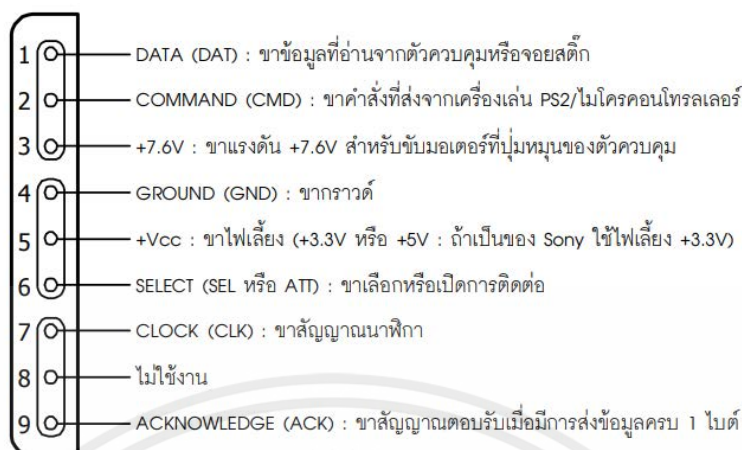 1 DATA (DAT) : ขาข้อมูลที่อ่านจากตัวควบคุมหรือจอยสติ๊ก
2 COMMAND (CMD) : ขาคำสั่งที่ส่งจากเครื่องเล่น PS2/ไมโครคอนโทรลเลอร์
3 +7.6V : ขาแรงดัน +7.6V สำหรับขับมอเตอร์ที่ปุ่มหมุนของตัวควบคุม
4 GROUND (GND) : ขากราวด์
5 +Vcc : ขาไฟเลี้ยง (+3.3V หรือ +5V : ถ้าเป็นของ Sony ใช้ไฟเลี้ยง +3.3V)
6 SELECT (SEL หรือ ATT) : ขาเลือกหรือเปิดการติดต่อ
7 CLOCK (CLK) : ขาสัญญาณนาฬิกา
8 ไม่ใช้งาน
9 ACKNOWLEDGE (ACK) : ขาสัญญาณตอบรับเมื่อมีการส่งข้อมูลครบ 1 ไบต์